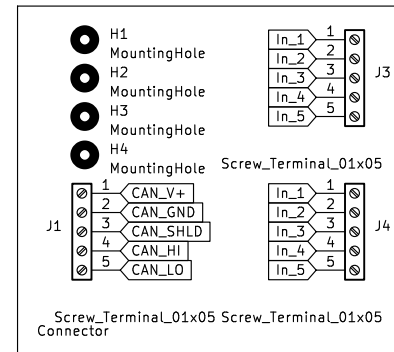 H1
MountingHole
H2
MountingHole
H3
MountingHole
H4
MountingHole
In_1 1
In_2 2
In_3 3
In_4 4
In_5 5
J3
Screw_Terminal_01x05
J1
1 CAN_V+
2 CAN_GND
3 CAN_SHLD
4 CAN_HI
5 CAN_LO
Screw_Terminal_01x05
In_1 1
In_2 2
In_3 3
In_4 4
In_5 5
J4
Screw_Terminal_01x05
Connector